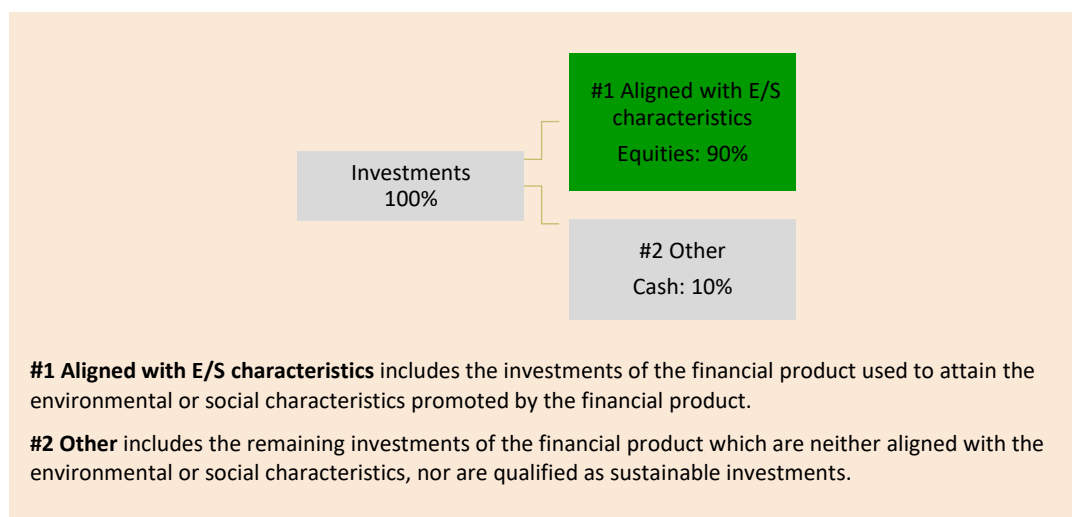 #1 Aligned with E/S
characteristics
Equities: 90%
Investments
100%
#2 Other
Cash: 10%
#1 Aligned with E/S characteristics includes the investments of the financial product used to attain the
environmental or social characteristics promoted by the financial product.
#2 Other includes the remaining investments of the financial product which are neither aligned with the
environmental or social characteristics, nor are qualified as sustainable investments.